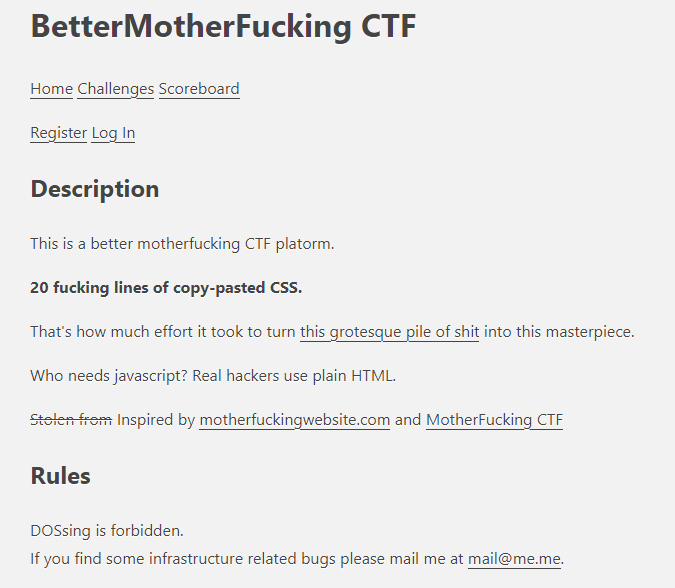 BetterMotherFucking CTF
Home Challenges Scoreboard
Register Log In
Description
This is a better motherfucking CTF platorm.
20 fucking lines of copy-pasted CSS.
That's how much effort it took to turn this grotesque pile of shit into this masterpiece.
Who needs javascript? Real hackers use plain HTML.
Stolen from Inspired by motherfuckingwebsite.com and MotherFucking CTF
Rules
DOSsing is forbidden.
If you find some infrastructure related bugs please mail me at mail@me.me.